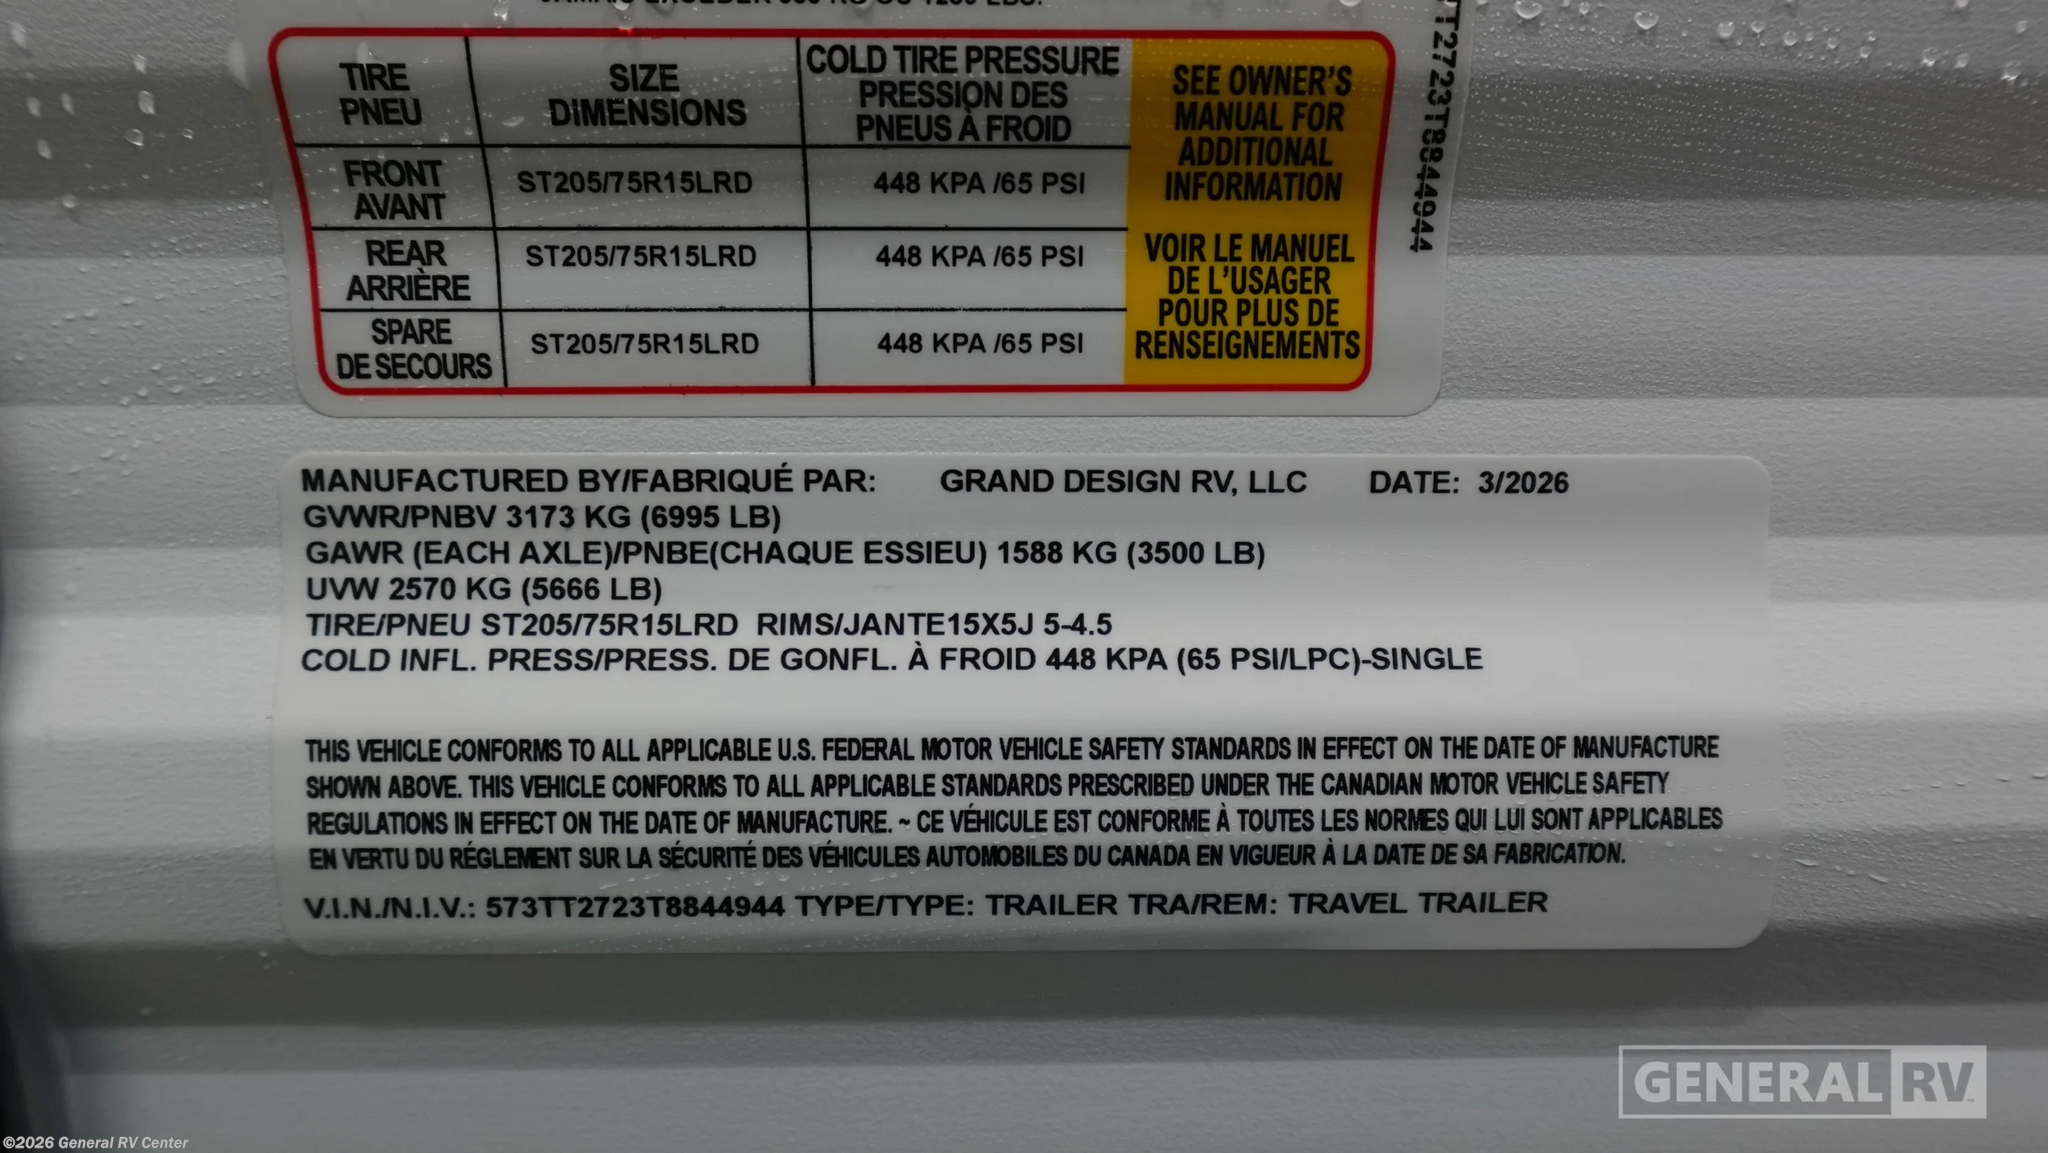 JAMAIS EXCÉDER
TIRE
PNEU
SIZE
DIMENSIONS
COLD TIRE PRESSURE
PRESSION DES
PNEUS À FROID
SEE OWNER'S
MANUAL FOR
ADDITIONAL
INFORMATION
VOIR LE MANUEL
DE L'USAGER
POUR PLUS DE
RENSEIGNEMENTS
FRONT
AVANT
ST205/75R15LRD
448 KPA /65 PSI
REAR
ARRIÈRE
ST205/75R15LRD
448 KPA /65 PSI
SPARE
DE SECOURS
ST205/75R15LRD
448 KPA /65 PSI
TT2723T8844944
MANUFACTURED BY/FABRIQUÉ PAR: GRAND DESIGN RV, LLC DATE: 3/2026
GVWR/PNBV 3173 KG (6995 LB)
GAWR (EACH AXLE)/PNBE(CHAQUE ESSIEU) 1588 KG (3500 LB)
UVW 2570 KG (5666 LB)
TIRE/PNEU ST205/75R15LRD RIMS/JANTE15X5J 5-4.5
COLD INFL. PRESS/PRESS. DE GONFL. À FROID 448 KPA (65 PSI/LPC)-SINGLE
THIS VEHICLE CONFORMS TO ALL APPLICABLE U.S. FEDERAL MOTOR VEHICLE SAFETY STANDARDS IN EFFECT ON THE DATE OF MANUFACTURE
SHOWN ABOVE. THIS VEHICLE CONFORMS TO ALL APPLICABLE STANDARDS PRESCRIBED UNDER THE CANADIAN MOTOR VEHICLE SAFETY
REGULATIONS IN EFFECT ON THE DATE OF MANUFACTURE. ~ CE VÉHICULE EST CONFORME À TOUTES LES NORMES QUI LUI SONT APPLICABLES
EN VERTU DU RÉGLEMENT SUR LA SÉCURITÉ DES VÉHICULES AUTOMOBILES DU CANADA EN VIGUEUR À LA DATE DE SA FABRICATION.
V.I.N./N.I.V.: 573TT2723T8844944 TYPE/TYPE: TRAILER TRA/REM: TRAVEL TRAILER
GENERAL RV
©2026 General RV Center